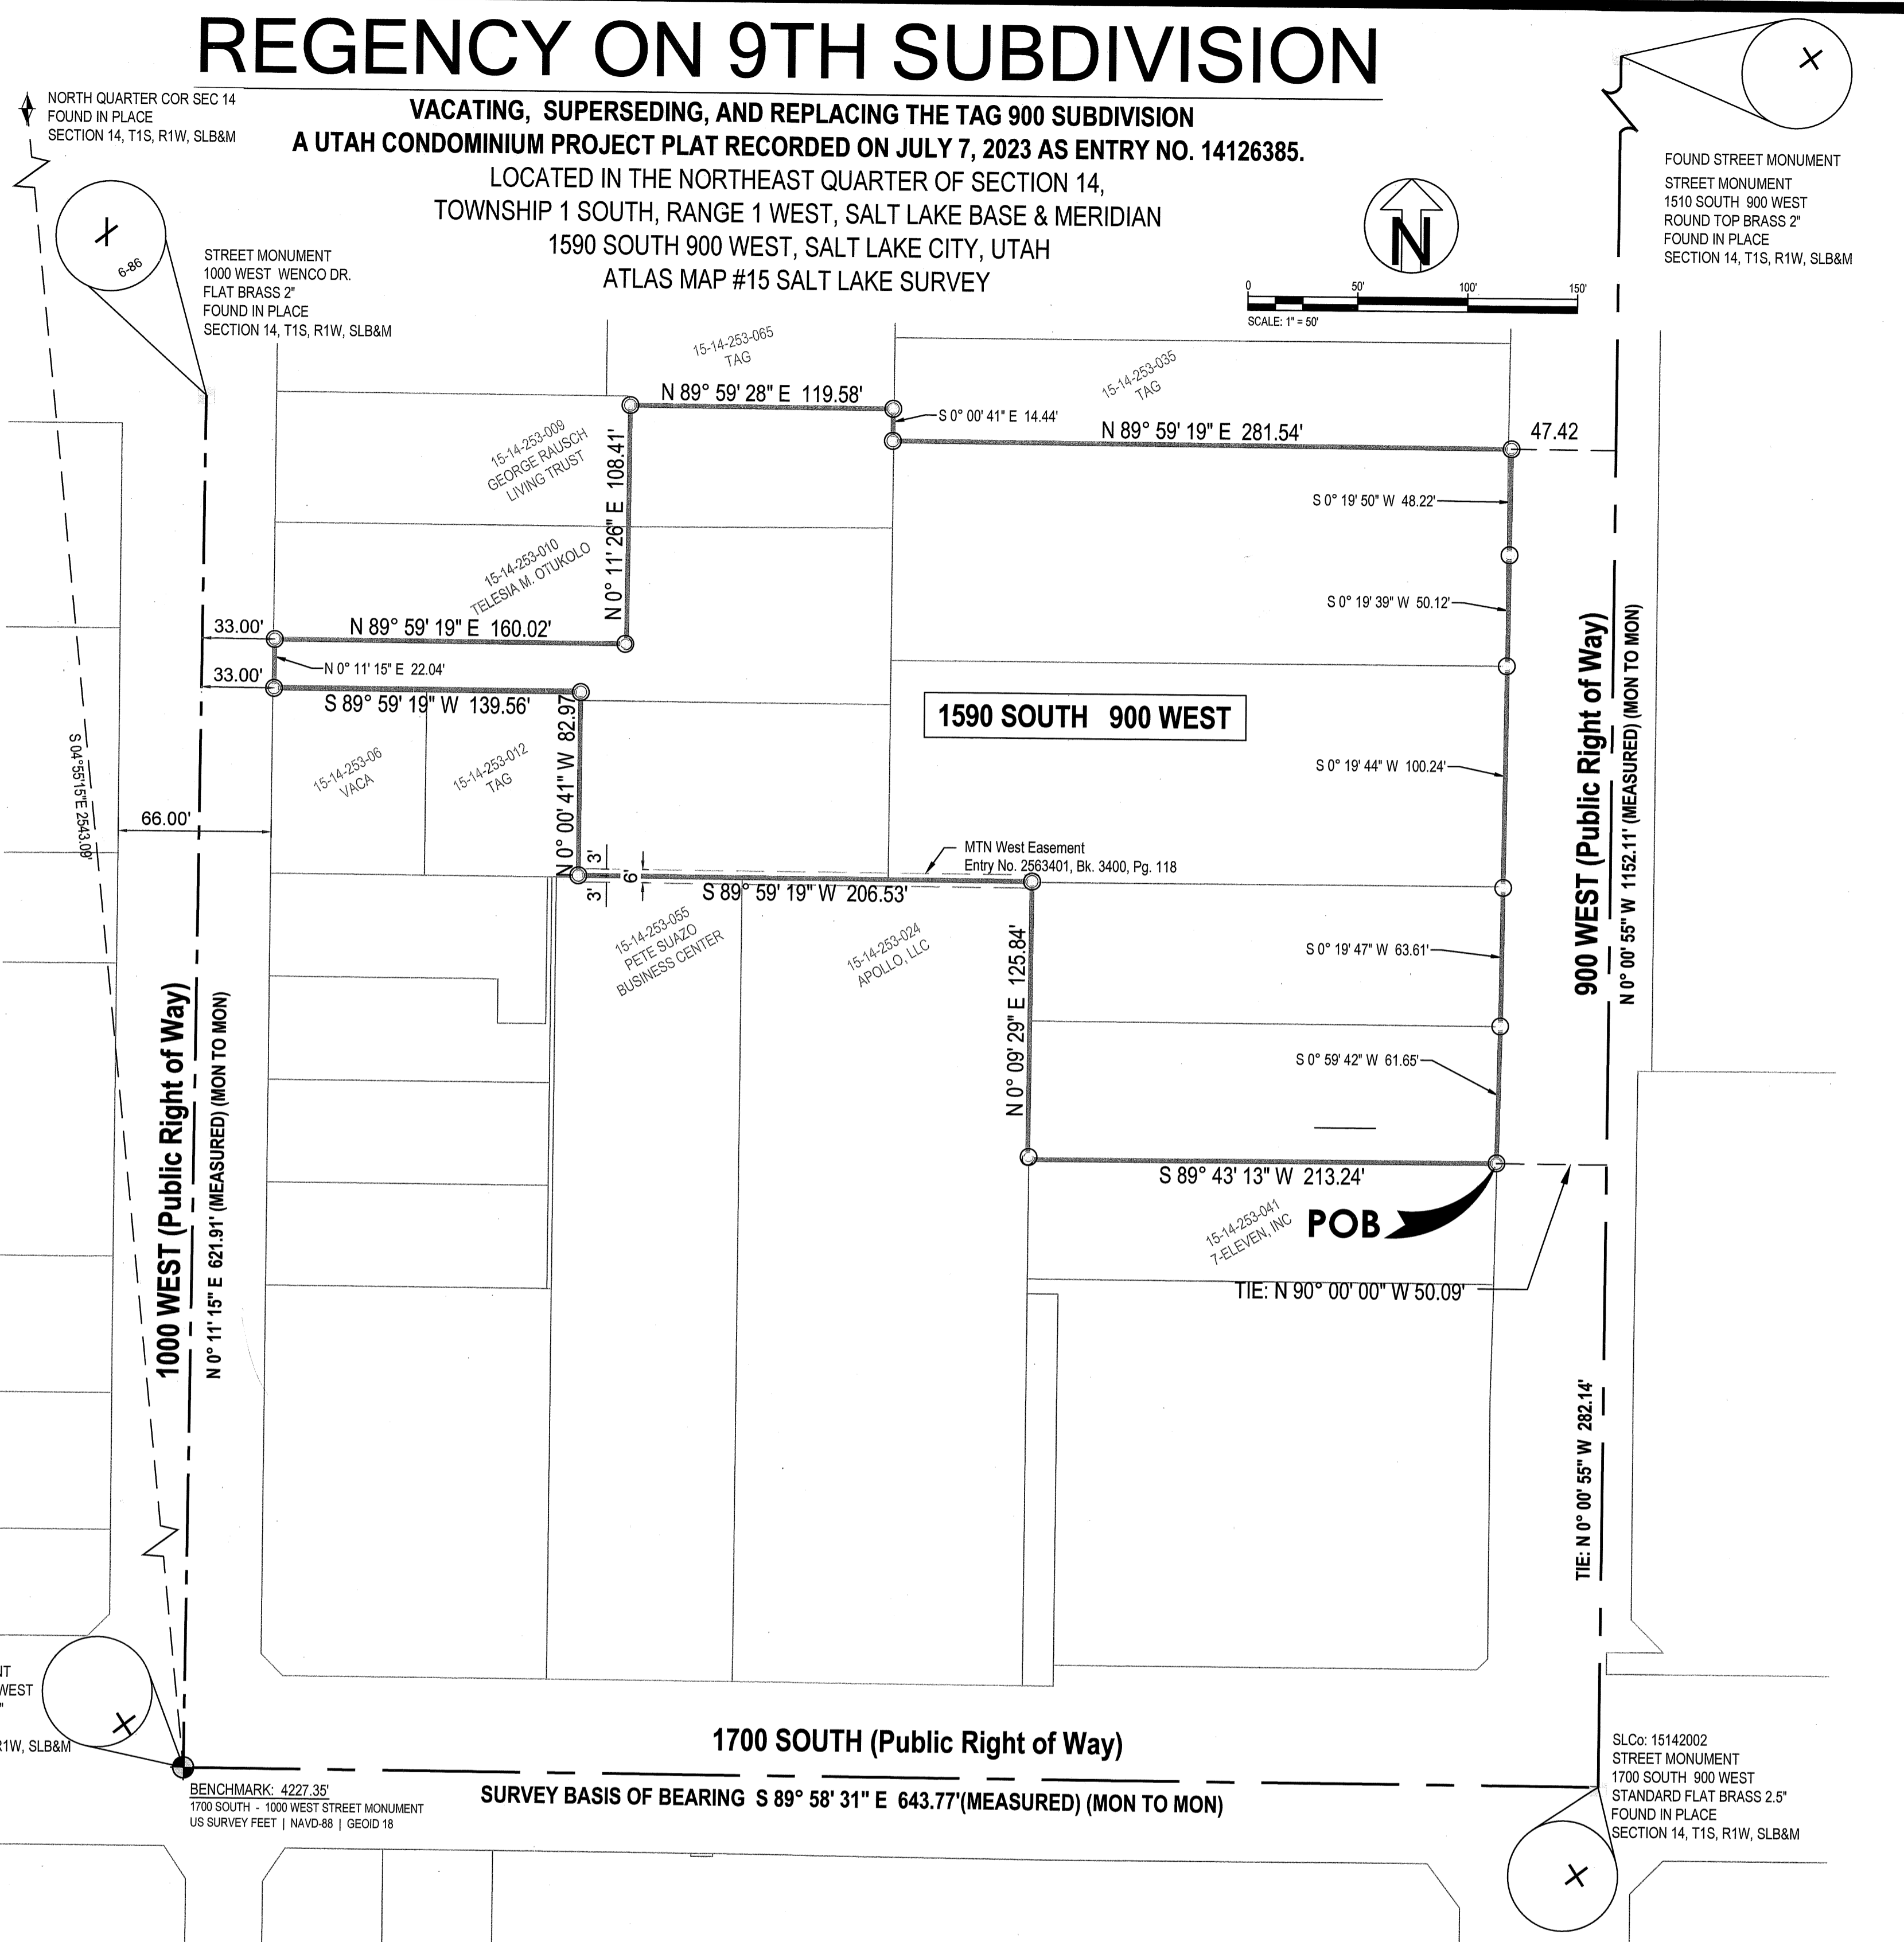 REGENCY ON 9TH SUBDIVISION
VACATING, SUPERSEDING, AND REPLACING THE TAG 900 SUBDIVISION
A UTAH CONDOMINIUM PROJECT PLAT RECORDED ON JULY 7, 2023 AS ENTRY NO. 14126385.
LOCATED IN THE NORTHEAST QUARTER OF SECTION 14,
TOWNSHIP 1 SOUTH, RANGE 1 WEST, SALT LAKE BASE & MERIDIAN
1590 SOUTH 900 WEST, SALT LAKE CITY, UTAH
ATLAS MAP #15 SALT LAKE SURVEY
NORTH QUARTER COR SEC 14
FOUND IN PLACE
SECTION 14, T1S, R1W, SLB&M
6-86
STREET MONUMENT
1000 WEST WENCO DR.
FLAT BRASS 2"
FOUND IN PLACE
SECTION 14, T1S, R1W, SLB&M
N
0 50' 100' 150'
SCALE: 1" = 50'
FOUND STREET MONUMENT
STREET MONUMENT
1510 SOUTH 900 WEST
ROUND TOP BRASS 2"
FOUND IN PLACE
SECTION 14, T1S, R1W, SLB&M
15-14-253-065
TAG
15-14-253-035
TAG
N 89° 59' 28" E 119.58'
S 0° 00' 41" E 14.44'
N 89° 59' 19" E 281.54'
47.42
15-14-253-009
GEORGE RAUSCH
LIVING TRUST
N 0° 11' 26" E 108.41'
S 0° 19' 50" W 48.22'
15-14-253-010
TELESIA M. OTUKOLO
S 0° 19' 39" W 50.12'
33.00'
N 89° 59' 19" E 160.02'
N 0° 11' 15" E 22.04'
33.00'
S 89° 59' 19" W 139.56'
N 0° 00' 41" W 82.97'
1590 SOUTH 900 WEST
15-14-253-06
VACA
15-14-253-012
TAG
S 0° 19' 44" W 100.24'
900 WEST (Public Right of Way)
N 0° 00' 55" W 1152.11' (MEASURED) (MON TO MON)
S 04°55'15"E 2543.09'
66.00'
MTN West Easement
Entry No. 2563401, Bk. 3400, Pg. 118
3'
3'
6'
S 89° 59' 19" W 206.53'
15-14-253-055
PETE SUAZO
BUSINESS CENTER
15-14-253-024
APOLLO, LLC
N 0° 09' 29" E 125.84'
S 0° 19' 47" W 63.61'
S 0° 59' 42" W 61.65'
1000 WEST (Public Right of Way)
N 0° 11' 15" E 621.91' (MEASURED) (MON TO MON)
S 89° 43' 13" W 213.24'
15-14-253-041
7-ELEVEN, INC
POB
TIE: N 90° 00' 00" W 50.09'
TIE: N 0° 00' 55" W 282.14'
NT
WEST
"
R1W, SLB&M
1700 SOUTH (Public Right of Way)
SURVEY BASIS OF BEARING S 89° 58' 31" E 643.77'(MEASURED) (MON TO MON)
BENCHMARK: 4227.35'
1700 SOUTH - 1000 WEST STREET MONUMENT
US SURVEY FEET | NAVD-88 | GEOID 18
SLCo: 15142002
STREET MONUMENT
1700 SOUTH 900 WEST
STANDARD FLAT BRASS 2.5"
FOUND IN PLACE
SECTION 14, T1S, R1W, SLB&M